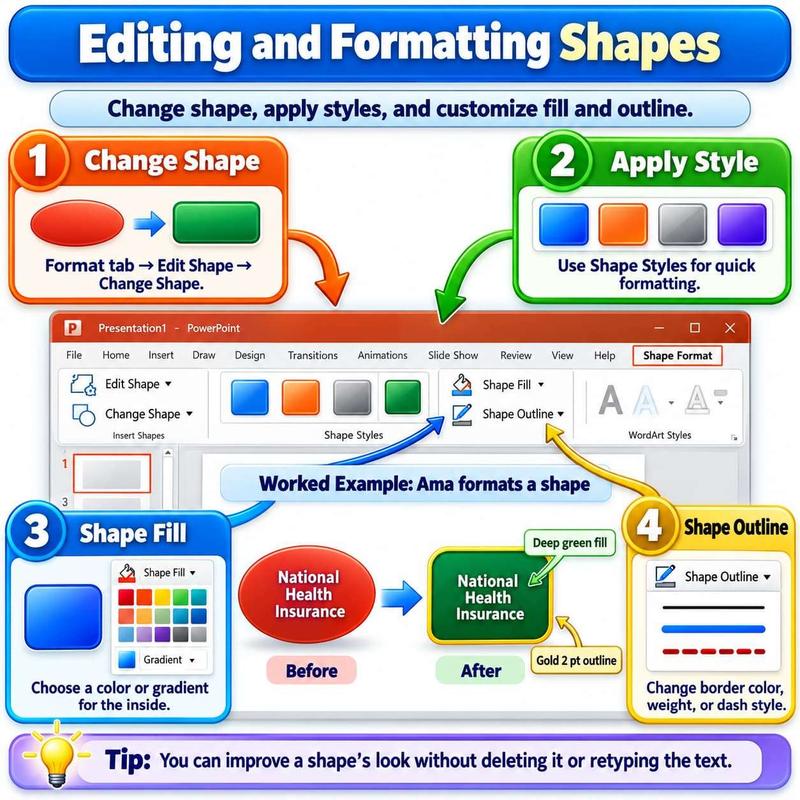 Editing and Formatting Shapes
Change shape, apply styles, and customize fill and outline.
1 Change Shape
Format tab → Edit Shape →
Change Shape.
2 Apply Style
Use Shape Styles for quick
formatting.
P Presentation1 - PowerPoint
File Home Insert Draw Design Transitions Animations Slide Show Review View Help Shape Format
Edit Shape
Change Shape
Insert Shapes
Shape Styles
Shape Fill
Shape Outline
A A A
WordArt Styles
1
3
Worked Example: Ama formats a shape
3 Shape Fill
Shape Fill
Gradient
Choose a color or gradient
for the inside.
National
Health
Insurance
Before
National
Health
Insurance
After
Deep green fill
Gold 2 pt outline
4 Shape Outline
Shape Outline
Change border color,
weight, or dash style.
Tip: You can improve a shape's look without deleting it or retyping the text.